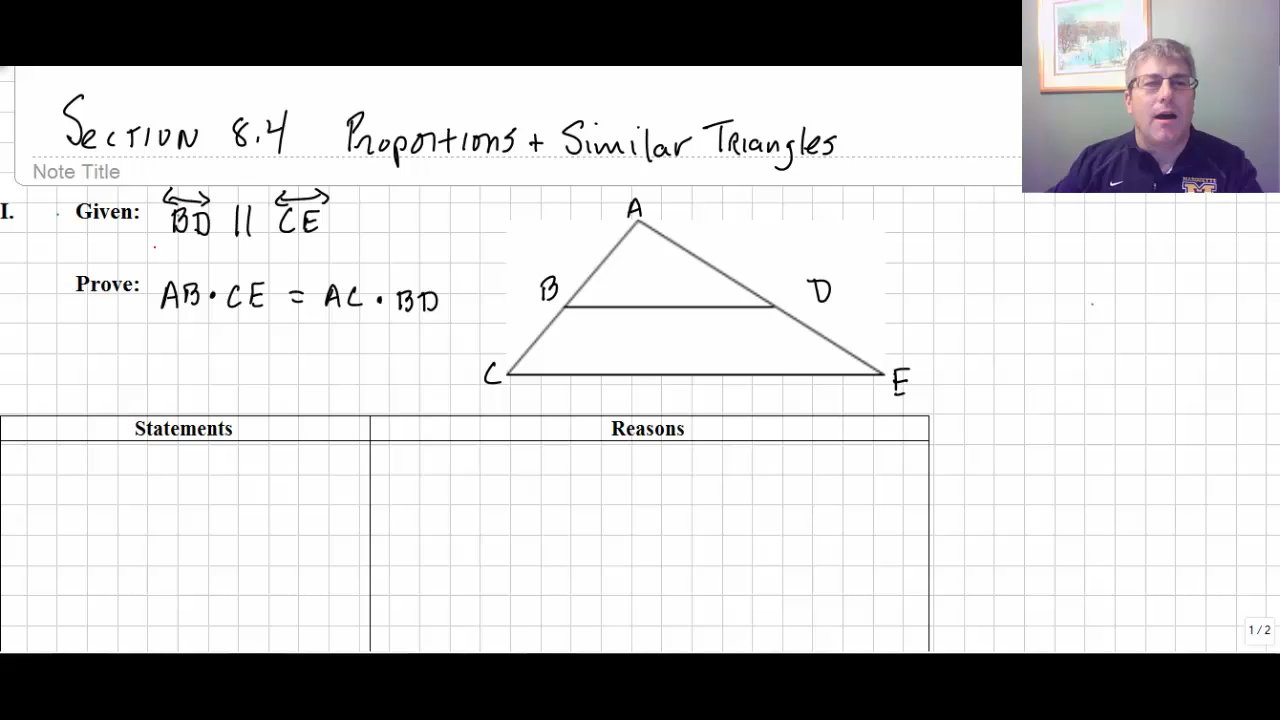 Section 8.4 Proportions + Similar Triangles
Note Title
I. Given: BD || CE
Prove: AB • CE = AC • BD
A
B
D
C
E
Statements Reasons
MARQUETTE
1 / 2